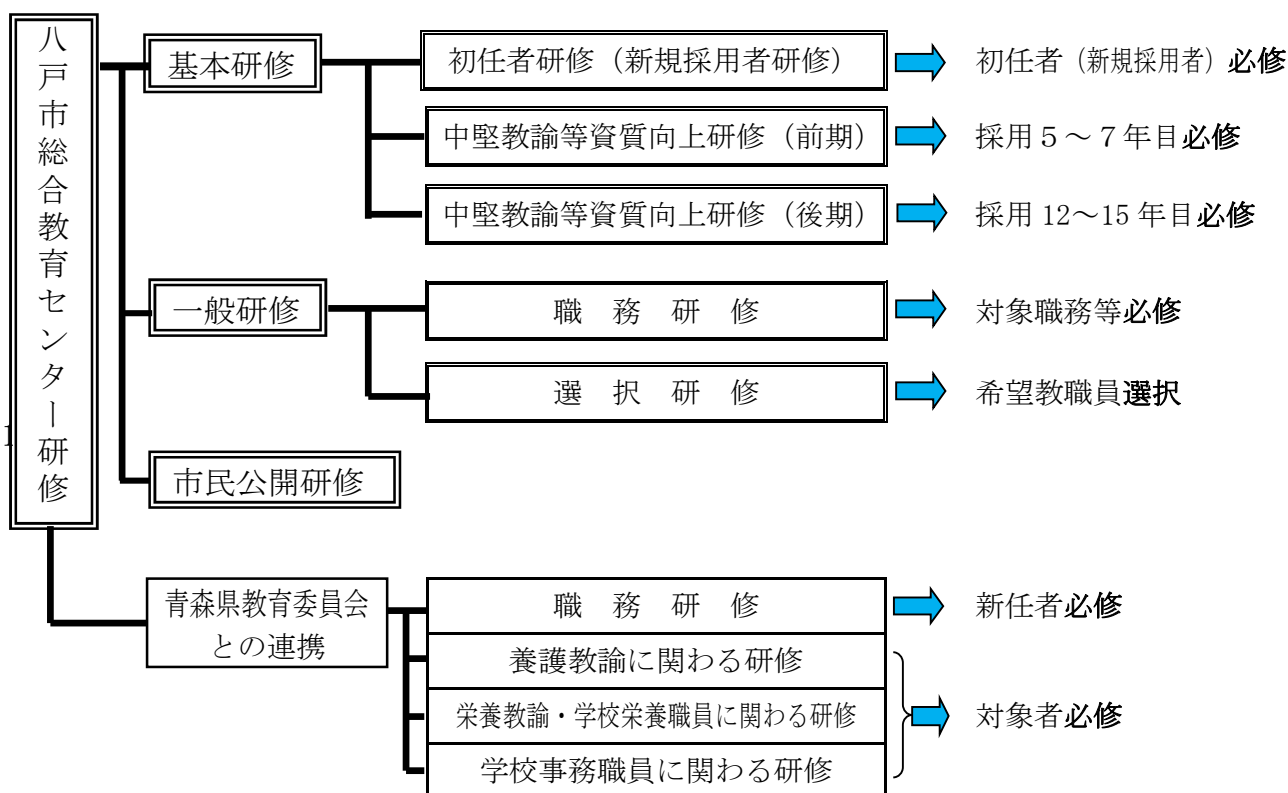 八戸市総合教育センター研修
基本研修
初任者研修（新規採用者研修）
初任者（新規採用者）必修
中堅教諭等資質向上研修（前期）
採用５～７年目必修
中堅教諭等資質向上研修（後期）
採用 12～15 年目必修
一般研修
職　務　研　修
対象職務等必修
選　択　研　修
希望教職員選択
市民公開研修
青森県教育委員会
との連携
職　務　研　修
新任者必修
養護教諭に関わる研修
栄養教諭・学校栄養職員に関わる研修
対象者必修
学校事務職員に関わる研修